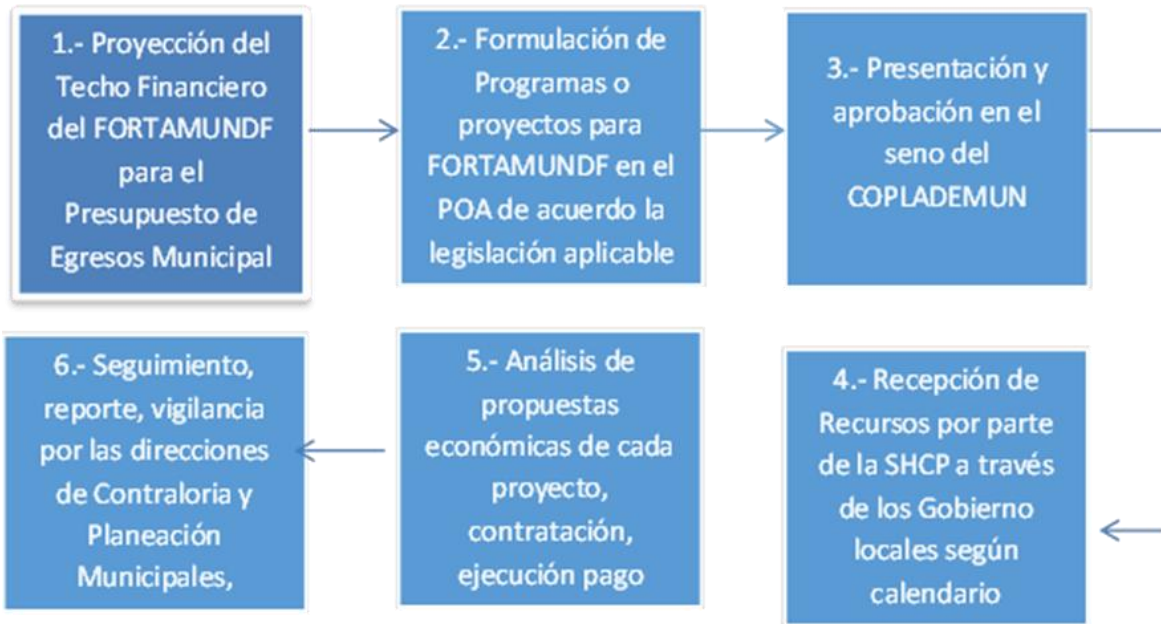 1.- Proyección del
Techo Financiero
del FORTAMUNDF
para el
Presupuesto de
Egresos Municipal
2.- Formulación de
Programas o
proyectos para
FORTAMUNDF en el
POA de acuerdo la
legislación aplicable
3.- Presentación y
aprobación en el
seno del
COPLADEMUN
4.- Recepción de
Recursos por parte
de la SHCP a través
de los Gobierno
locales según
calendario
5.- Análisis de
propuestas
económicas de cada
proyecto,
contratación,
ejecución pago
6.- Seguimiento,
reporte, vigilancia
por las direcciones
de Contraloria y
Planeación
Municipales,